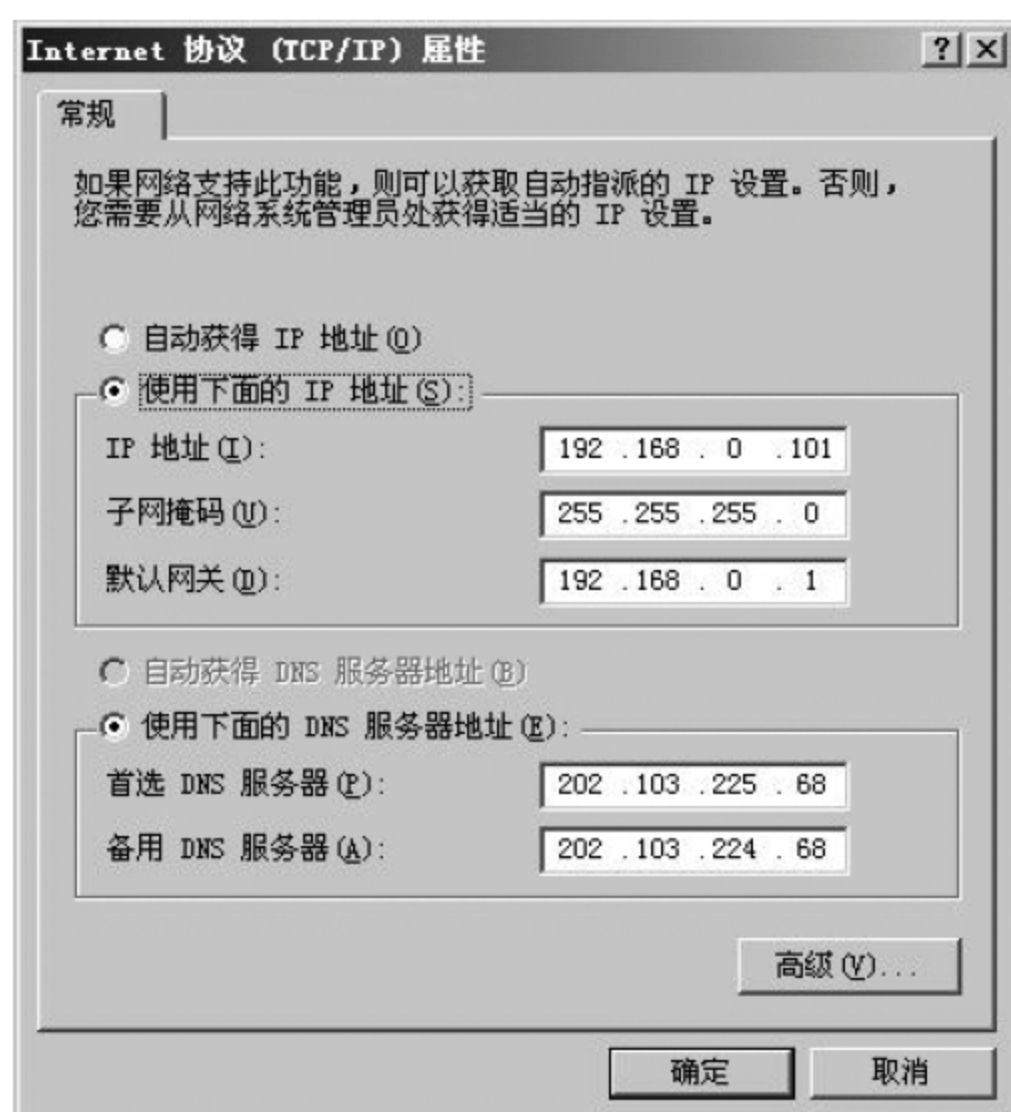 Internet 协议 (TCP/IP) 属性
常规
如果网络支持此功能，则可以获取自动指派的 IP 设置。否则，
您需要从网络系统管理员处获得适当的 IP 设置。
自动获得 IP 地址(O)
使用下面的 IP 地址(S):
IP 地址(I): 192 .168 . 0 .101
子网掩码(U): 255 .255 .255 . 0
默认网关(D): 192 .168 . 0 . 1
自动获得 DNS 服务器地址(B)
使用下面的 DNS 服务器地址(E):
首选 DNS 服务器(P): 202 .103 .225 . 68
备用 DNS 服务器(A): 202 .103 .224 . 68
高级(V)...
确定 取消